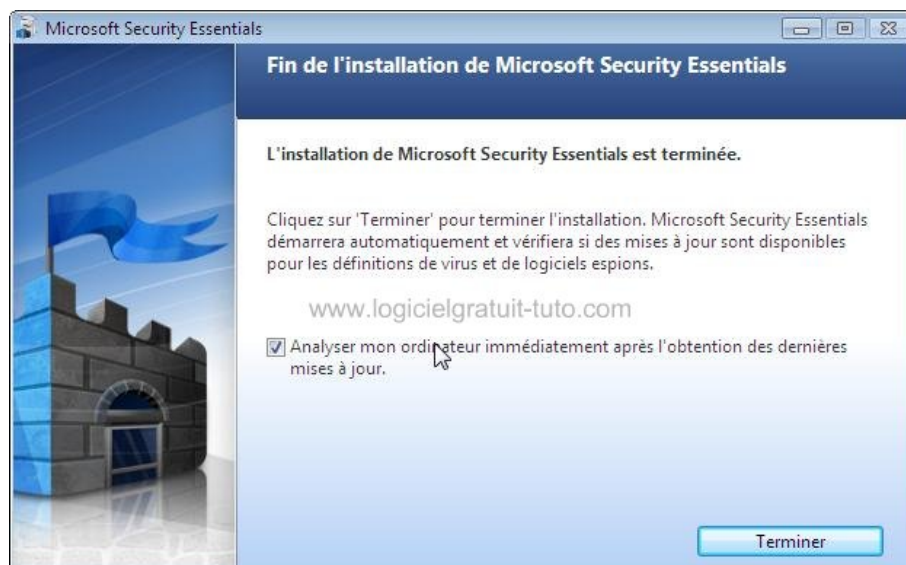 Microsoft Security Essentials
Fin de l'installation de Microsoft Security Essentials
L'installation de Microsoft Security Essentials est terminée.
Cliquez sur 'Terminer' pour terminer l'installation. Microsoft Security Essentials
démarrera automatiquement et vérifiera si des mises à jour sont disponibles
pour les définitions de virus et de logiciels espions.
www.logicielgratuit-tuto.com
Analyser mon ordinateur immédiatement après l'obtention des dernières
mises à jour.
Terminer